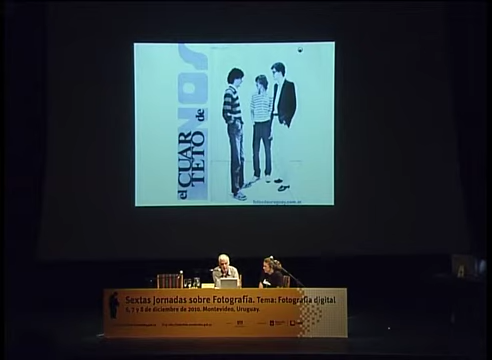 el CUAR
TETO de
NOS
Sextas Jornadas sobre Fotografía. Tema: Fotografía digital
6, 7 y 8 de diciembre de 2010. Montevideo, Uruguay.